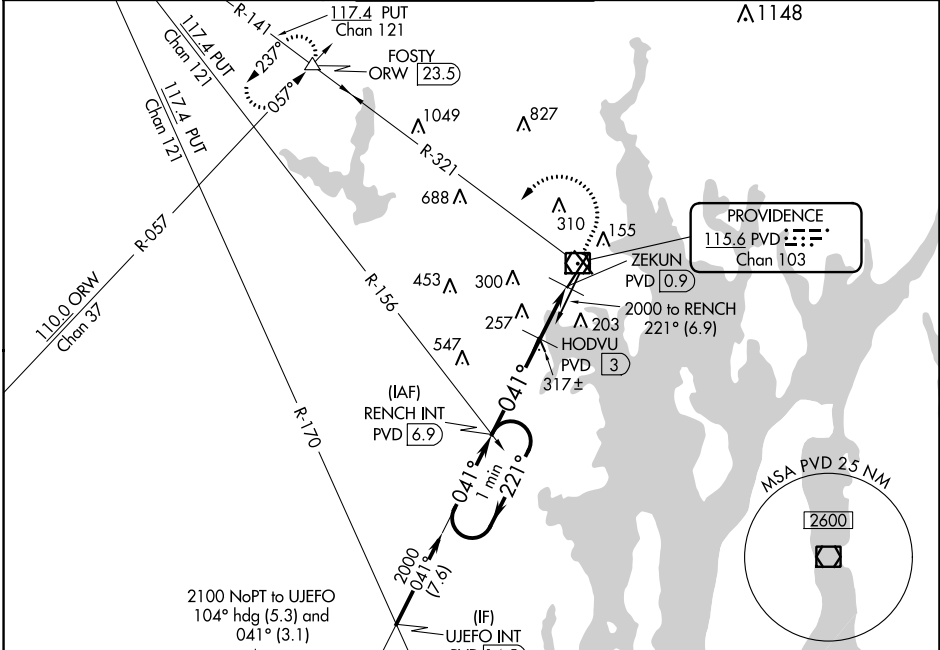 R-141
117.4 PUT
Chan 121
1148
117.4 PUT
Chan 121
237°
057°
FOSTY
ORW 23.5
117.4 PUT
Chan 121
1049
827
R-321
688
310
155
PROVIDENCE
115.6 PVD
Chan 103
R-057
ZEKUN
PVD 0.9
453
300
R-156
2000 to RENCH
221° (6.9)
110.0 ORW
Chan 37
257
203
HODVU
PVD 3
547
317±
041°
(IAF)
RENCH INT
PVD 6.9
R-170
041°
1 min
221°
MSA PVD 25 NM
2600
2000
041°
(7.6)
2100 NoPT to UJEFO
104° hdg (5.3) and
041° (3.1)
(IF)
UJEFO INT